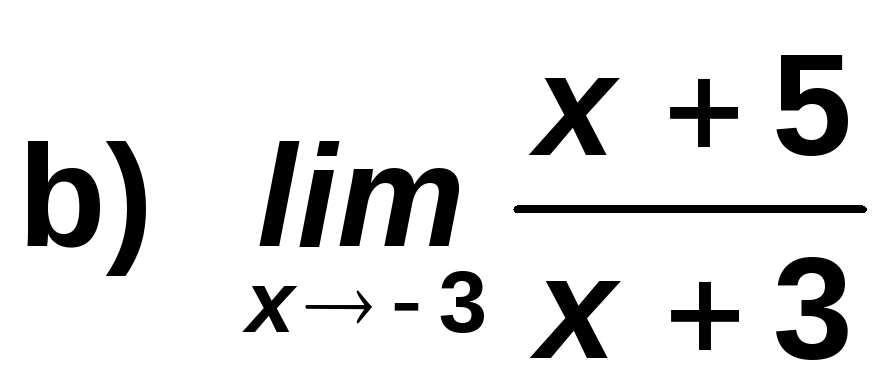 b) lim x + 5
x → - 3 x + 3